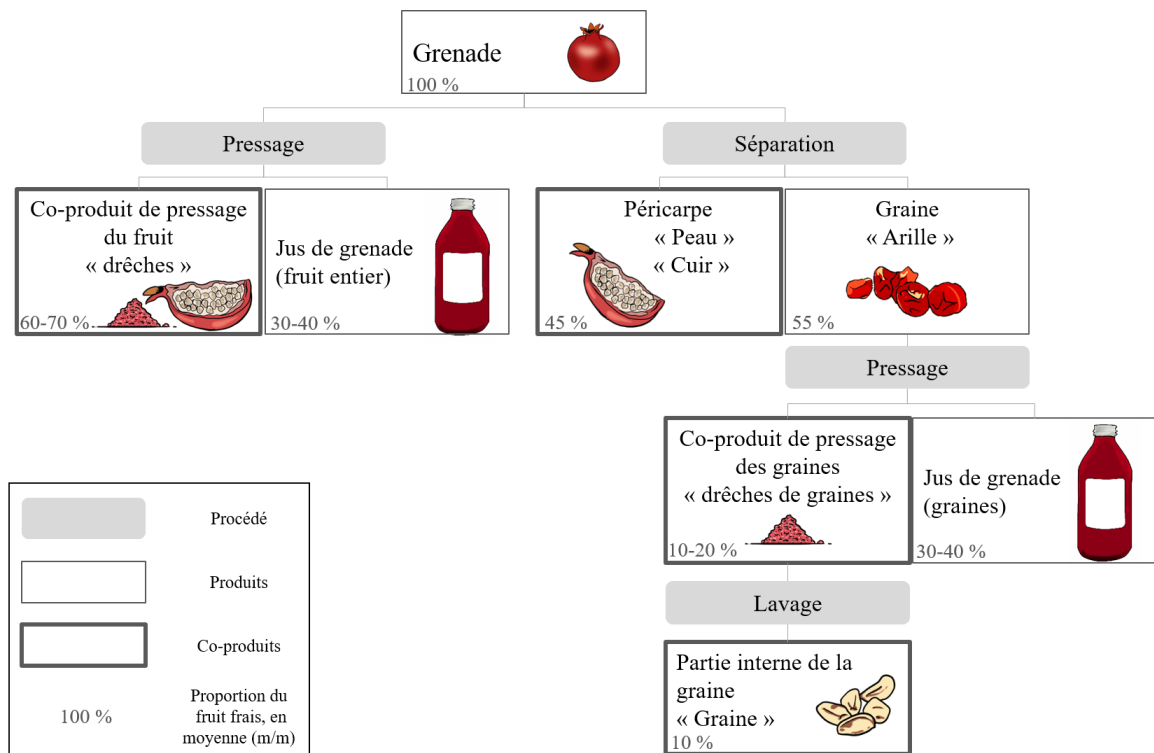 Grenade
100 %
Pressage
Séparation
Co-produit de pressage
du fruit
« drêches »
60-70 %
Jus de grenade
(fruit entier)
30-40 %
Péricarpe
« Peau »
« Cuir »
45 %
Graine
« Arille »
55 %
Pressage
Co-produit de pressage
des graines
« drêches de graines »
10-20 %
Jus de grenade
(graines)
30-40 %
Lavage
Partie interne de la
graine
« Graine »
10 %
Procédé
Produits
Co-produits
100 %
Proportion du
fruit frais, en
moyenne (m/m)